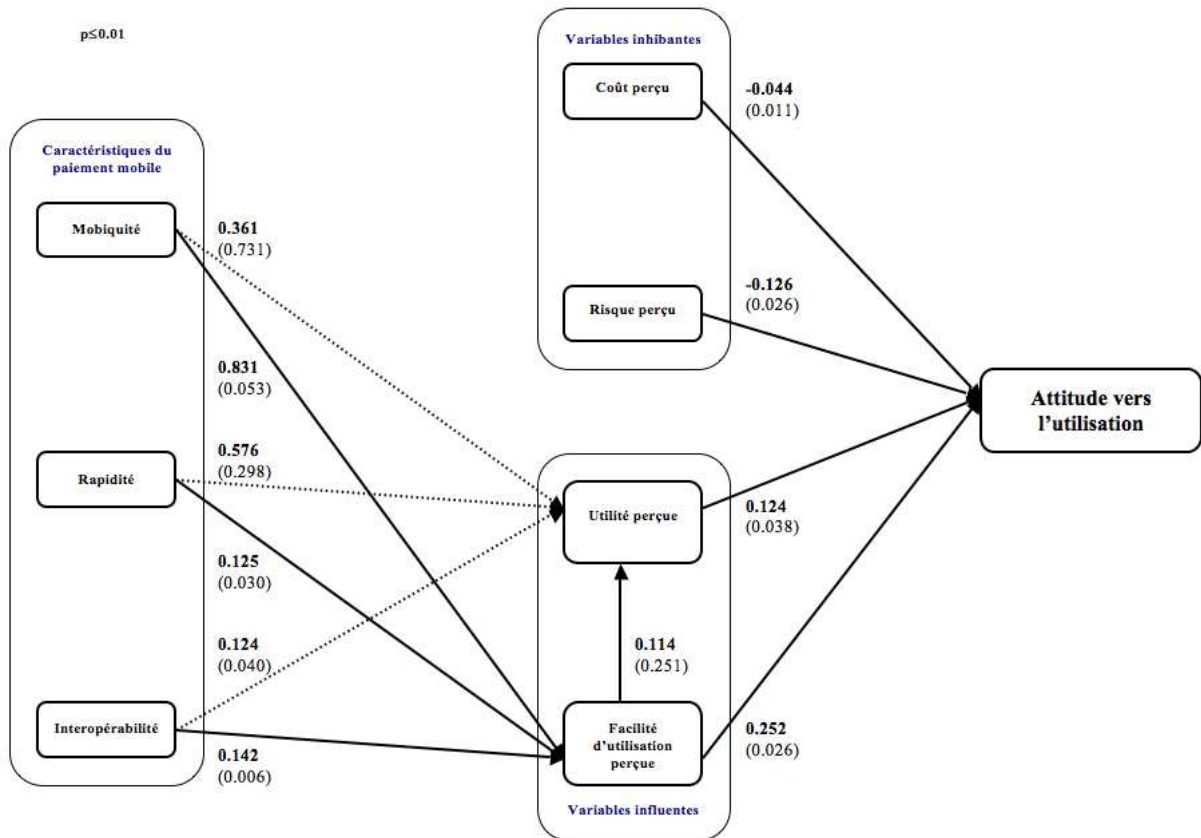 p≤0.01
Variables inhibantes
Coût perçu
-0.044
(0.011)
Risque perçu
-0.126
(0.026)
Caractéristiques du
paiement mobile
Mobiquité
0.361
(0.731)
0.831
(0.053)
Rapidité
0.576
(0.298)
0.125
(0.030)
0.124
(0.040)
Interopérabilité
0.142
(0.006)
Utilité perçue
0.124
(0.038)
0.114
(0.251)
Facilité
d'utilisation
perçue
0.252
(0.026)
Variables influentes
Attitude vers
l'utilisation